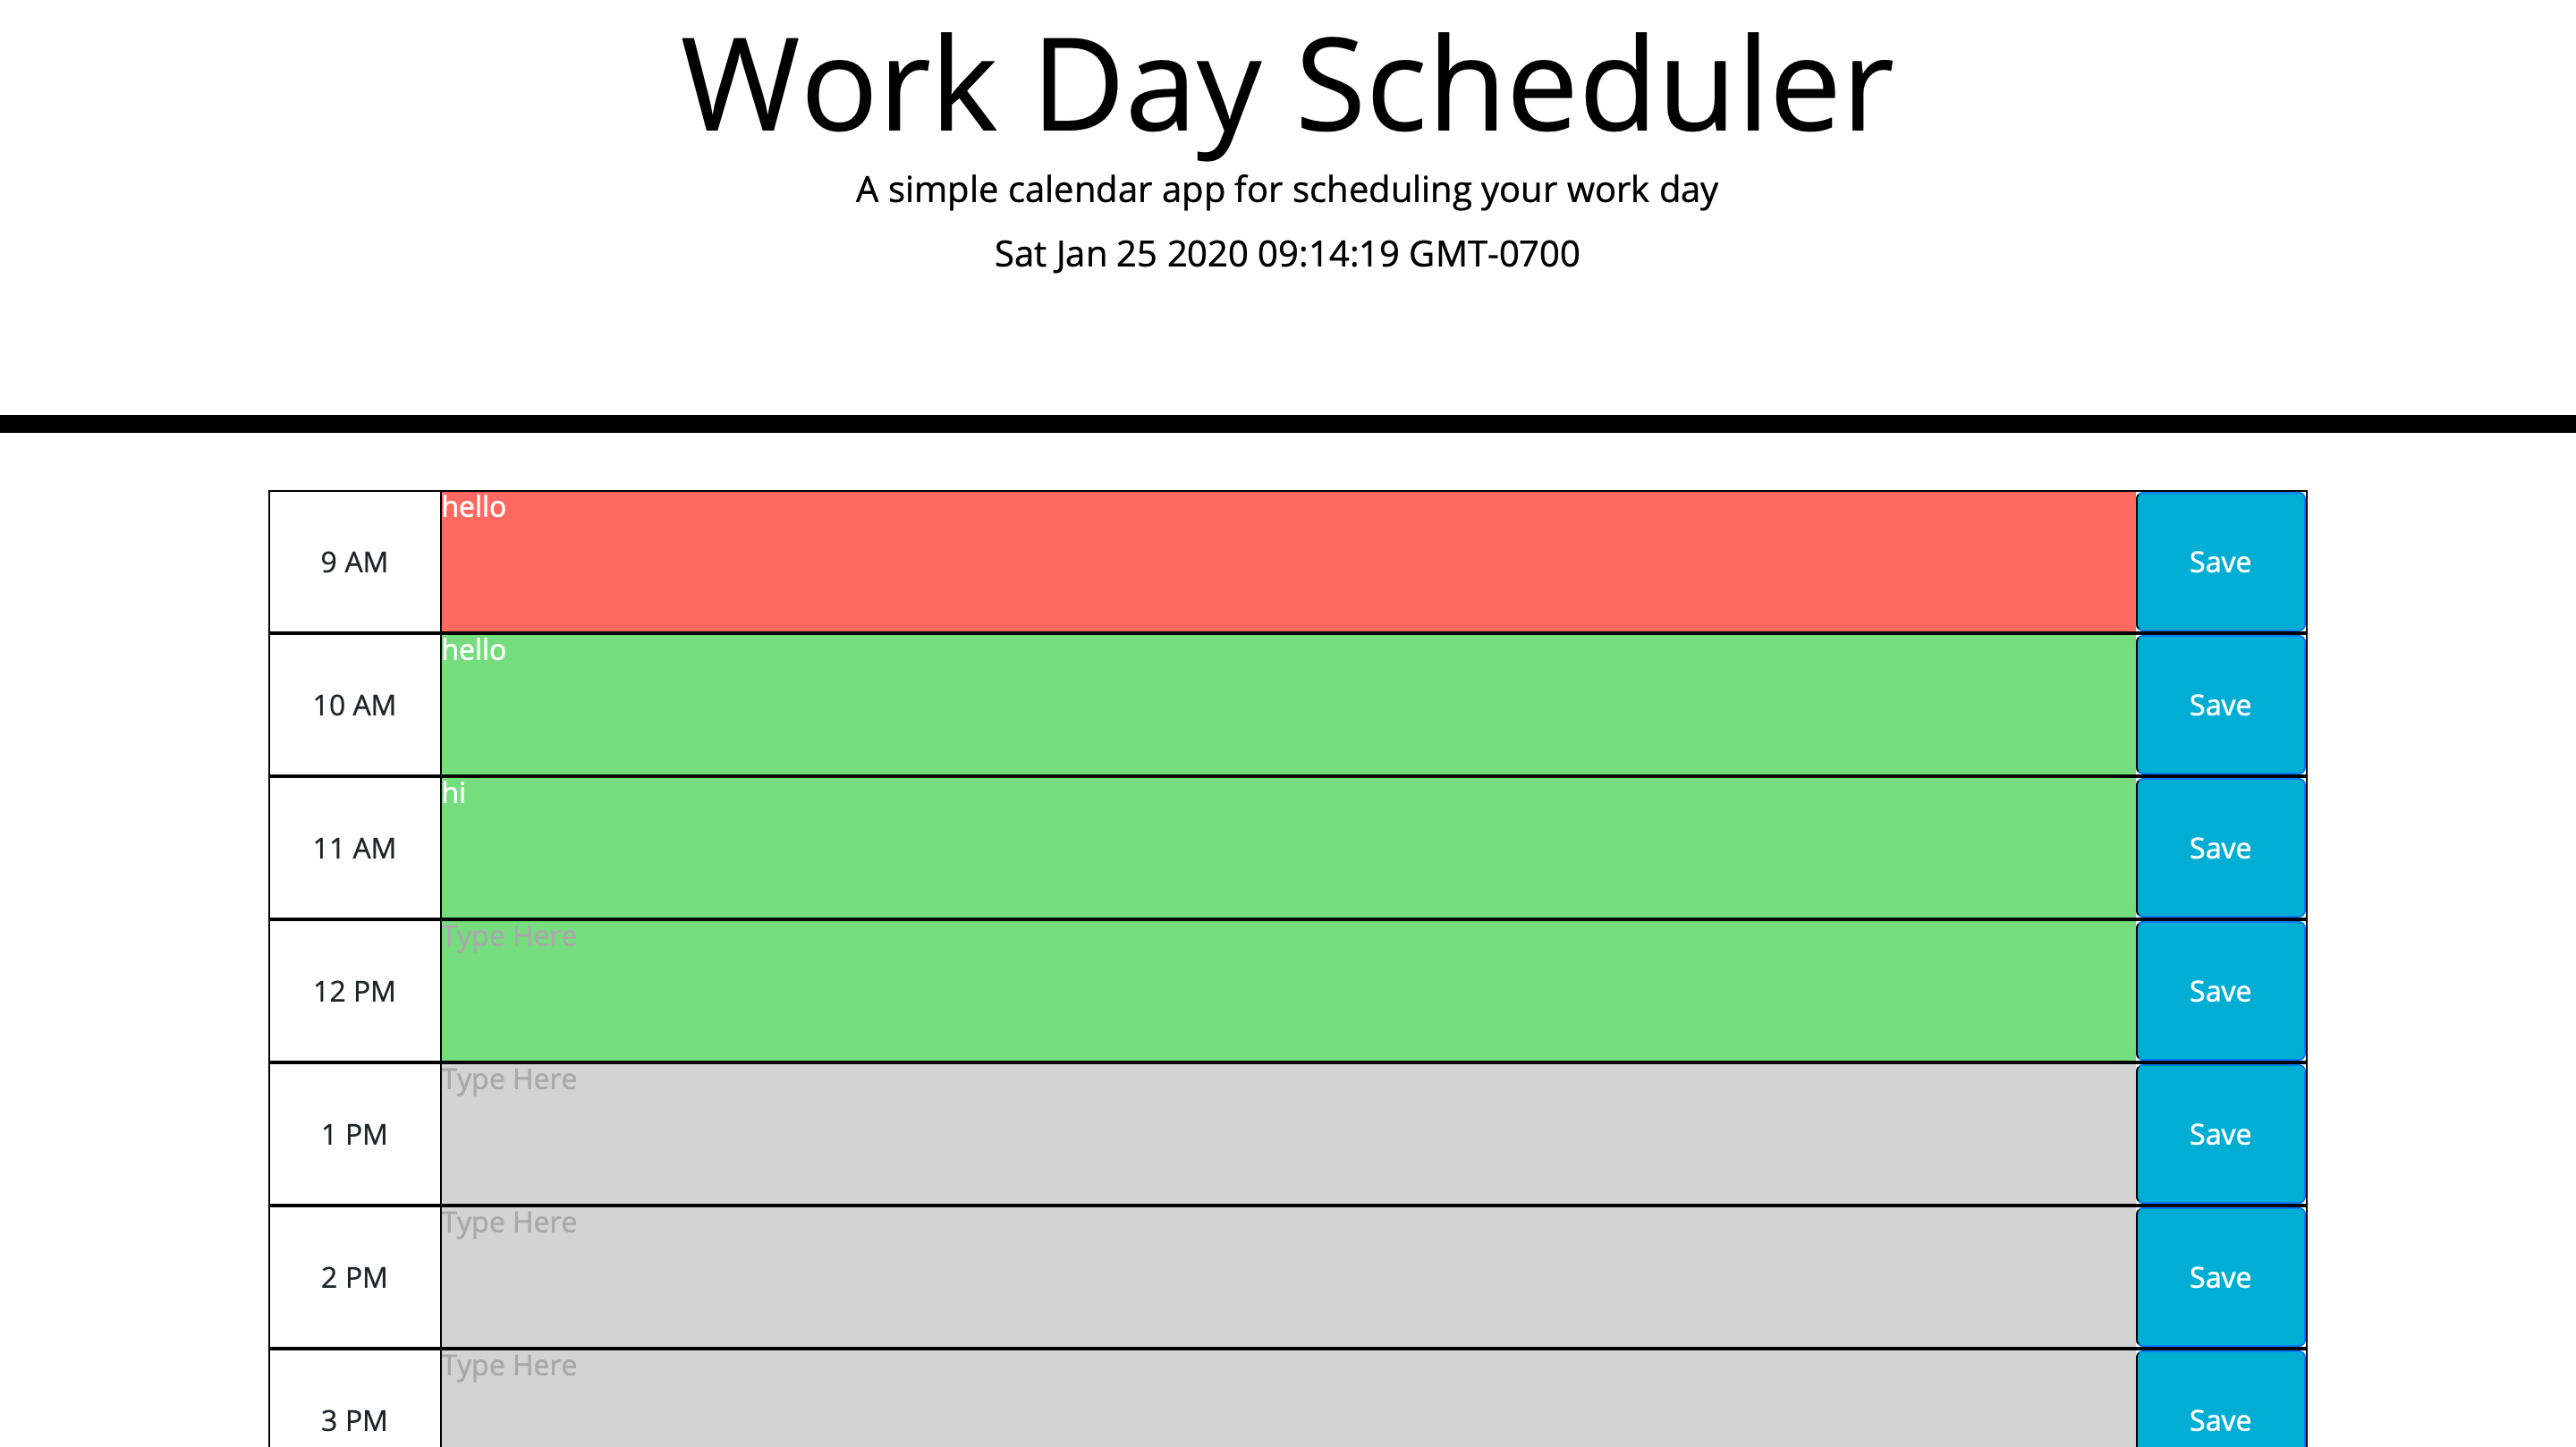 Work Day Scheduler
A simple calendar app for scheduling your work day
Sat Jan 25 2020 09:14:19 GMT-0700
9 AM hello Save
10 AM hello Save
11 AM hi Save
12 PM Type Here Save
1 PM Type Here Save
2 PM Type Here Save
3 PM Type Here Save